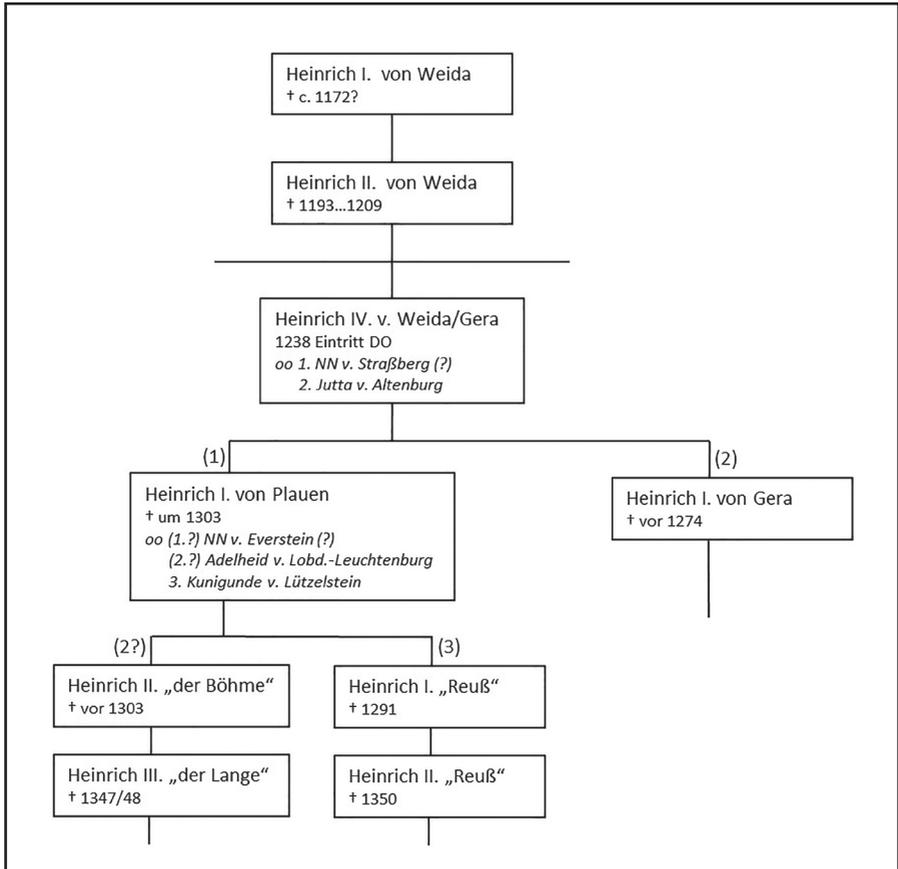 Heinrich I. von Weida
† c. 1172?
Heinrich II. von Weida
† 1193...1209
Heinrich IV. v. Weida/Gera
1238 Eintritt DO
oo 1. NN v. Straßberg (?)
2. Jutta v. Altenburg
(1)
(2)
Heinrich I. von Plauen
† um 1303
oo (1.?) NN v. Everstein (?)
(2.?) Adelheid v. Lobd.-Leuchtenburg
3. Kunigunde v. Lützelstein
Heinrich I. von Gera
† vor 1274
(2?)
(3)
Heinrich II. „der Böhme“
† vor 1303
Heinrich I. „Reuß“
† 1291
Heinrich III. „der Lange“
† 1347/48
Heinrich II. „Reuß“
† 1350